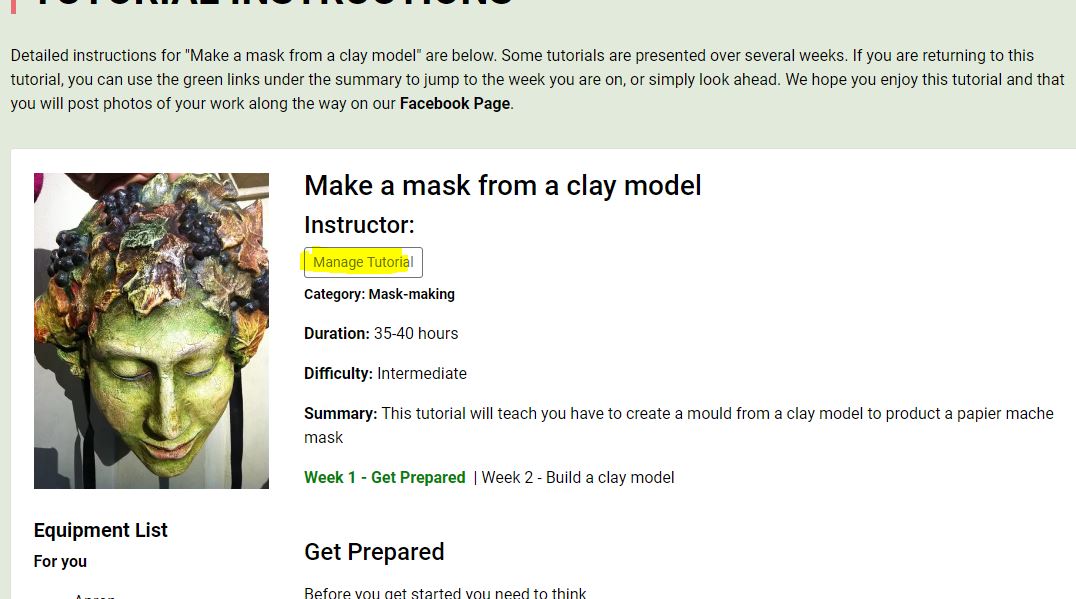 TUTORIAL INSTRUCTIONS
Detailed instructions for "Make a mask from a clay model" are below. Some tutorials are presented over several weeks. If you are returning to this
tutorial, you can use the green links under the summary to jump to the week you are on, or simply look ahead. We hope you enjoy this tutorial and that
you will post photos of your work along the way on our Facebook Page.
Make a mask from a clay model
Instructor:
Manage Tutorial
Category: Mask-making
Duration: 35-40 hours
Difficulty: Intermediate
Summary: This tutorial will teach you have to create a mould from a clay model to product a papier mache
mask
Week 1 - Get Prepared | Week 2 - Build a clay model
Equipment List
For you
Apron
Get Prepared
Before you get started you need to think